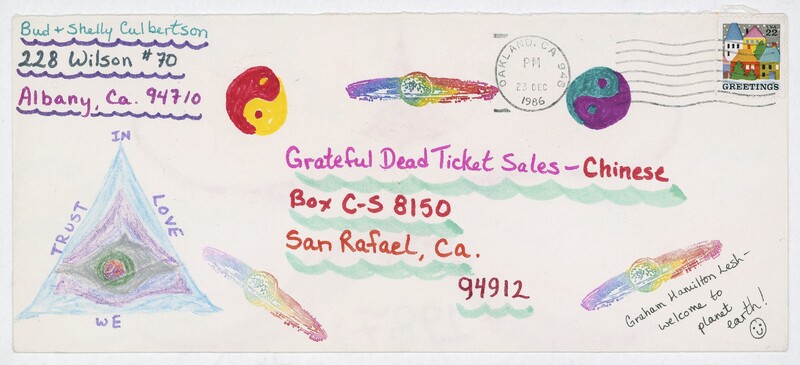 Bud + Shelly Culbertson
228 Wilson #70
Albany, Ca. 94710
OAKLAND, CA 946
PM
23 DEC
1986
USA
22
GREETINGS
IN
TRUST
LOVE
WE
Grateful Dead Ticket Sales – Chinese
Box C-S 8150
San Rafael, Ca.
94912
Graham Hamilton Lesh –
welcome to
planet
earth!